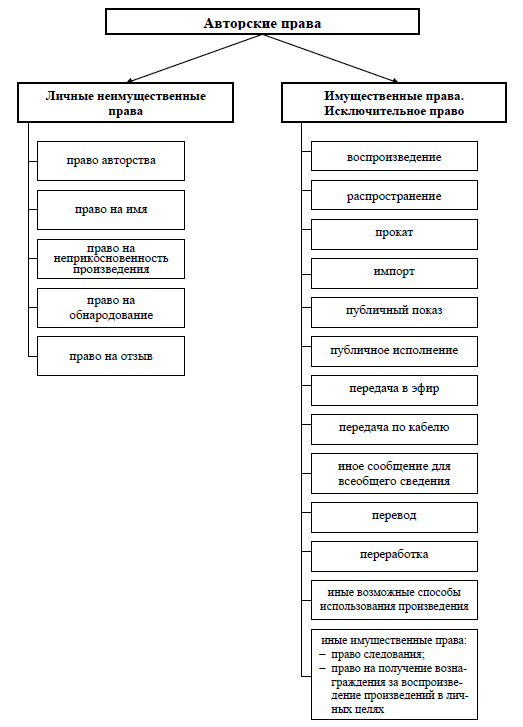 Авторские права
Личные неимущественные
права
право авторства
право на имя
право на
неприкосновенность
произведения
право на
обнародование
право на отзыв
Имущественные права.
Исключительное право
воспроизведение
распространение
прокат
импорт
публичный показ
публичное исполнение
передача в эфир
передача по кабелю
иное сообщение для
всеобщего сведения
перевод
переработка
иные возможные способы
использования произведения
иные имущественные права:
– право следования;
– право на получение возна-
граждения за воспроизве-
дение произведений в лич-
ных целях